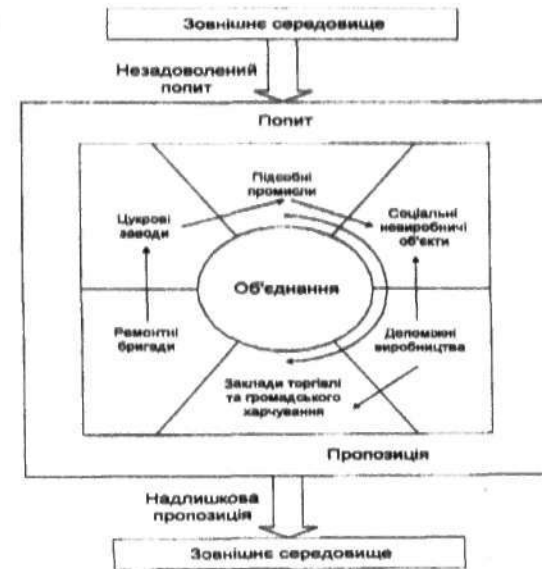 Зовнішнє середовище
Незадоволений
попит
Попит
Підсобні
промисли
Цукрові
заводи
Соціальні
невиробничі
об'єкти
Об'єднання
Ремонтні
бригади
Допоміжні
виробництва
Заклади торгівлі
та громадського
харчування
Пропозиція
Надлишкова
пропозиція
Зовнішнє середовище